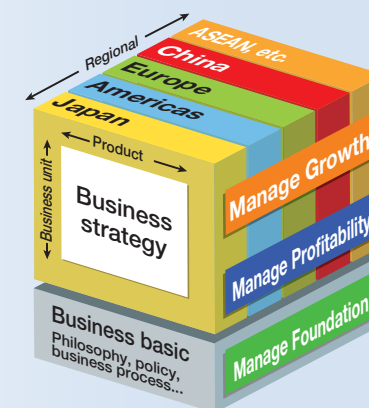 Regional
ASEAN, etc.
China
Europe
Americas
Japan
Product
Business unit
Business
strategy
Manage Growth
Manage Profitability
Manage Foundation
Business basic
Philosophy, policy,
business process...